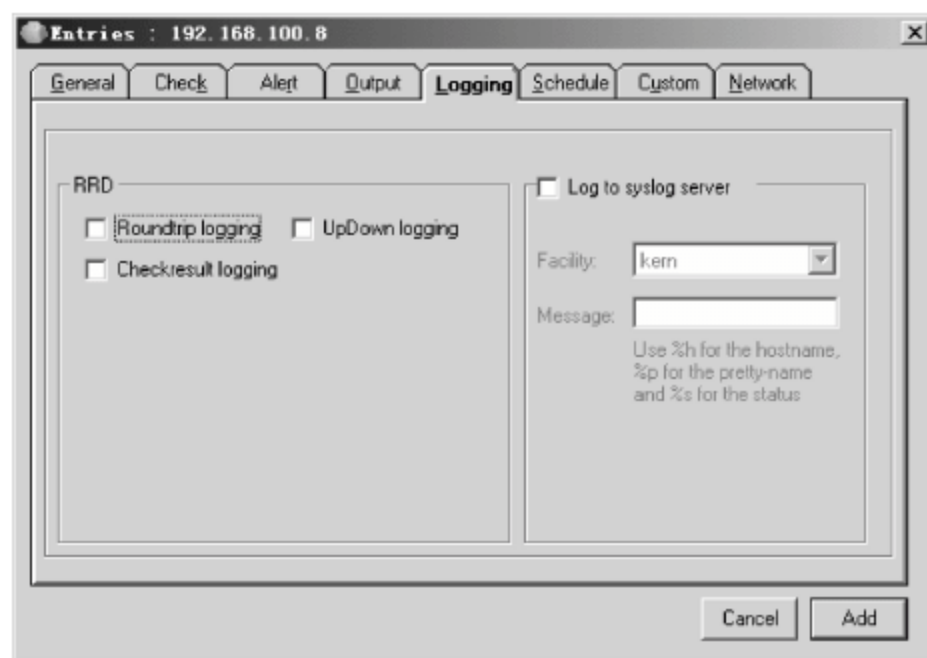 Entries : 192.168.100.8
General Check Alert Output Logging Schedule Custom Network
RRD
Roundtrip logging UpDown logging
Checkresult logging
Log to syslog server
Facility: kern
Message:
Use %h for the hostname,
%p for the pretty-name
and %s for the status
Cancel Add